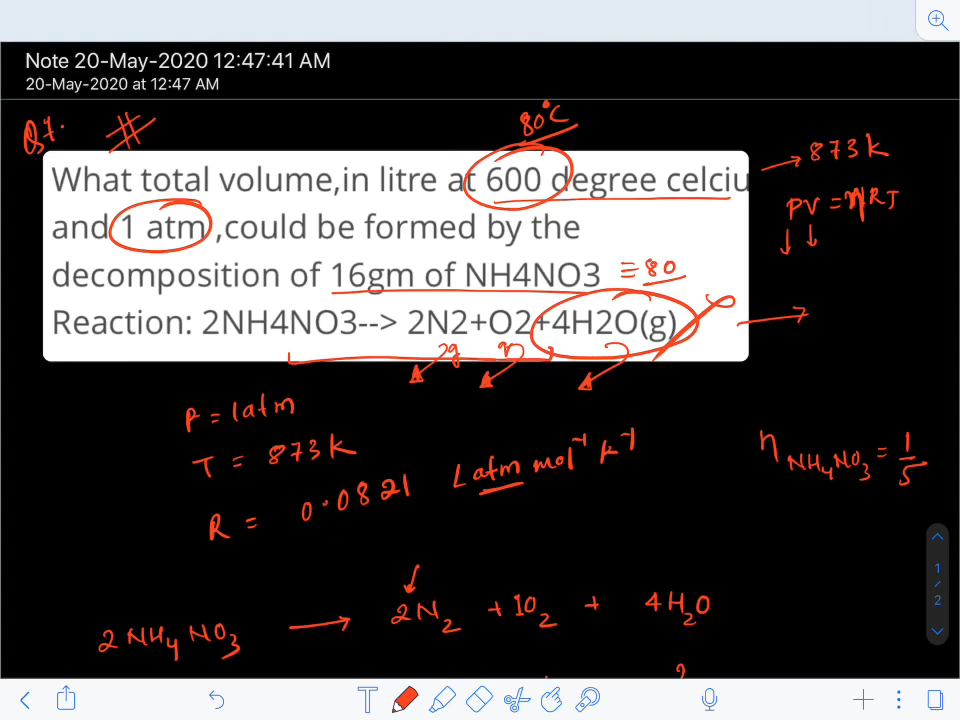 Note 20-May-2020 12:47:41 AM
20-May-2020 at 12:47 AM
Q7. #
80°C
What total volume,in litre at 600 degree celciu
→ 873 K
and 1 atm ,could be formed by the
PV = nRT
decomposition of 16gm of NH4NO3
≡ 80
Reaction: 2NH4NO3--> 2N2+O2+4H2O(g)
P = 1atm
T = 873 K
R = 0.0821 L atm mol⁻¹ K⁻¹
n NH₄NO₃ = 1/5
2 NH₄ NO₃ → 2N₂ + 1O₂ + 4H₂O
1 / 2
T